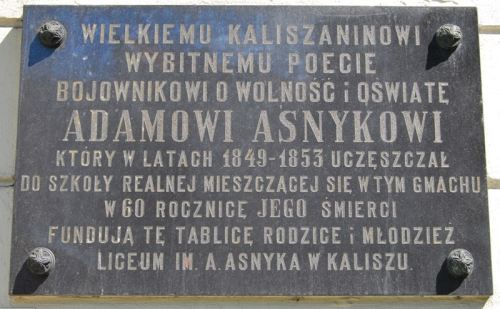 WIELKIEMU KALISZANINOWI
WYBITNEMU POECIE
BOJOWNIKOWI O WOLNOŚĆ i OŚWIATĘ
ADAMOWI ASNYKOWI
KTÓRY W LATACH 1849-1853 UCZĘSZCZAŁ
DO SZKOŁY REALNEJ MIESZCZĄCEJ SIĘ W TYM GMACHU
W 60 ROCZNICĘ JEGO ŚMIERCI
FUNDUJĄ TĘ TABLICĘ RODZICE i MŁODZIEŻ
LICEUM IM. A. ASNYKA W KALISZU.